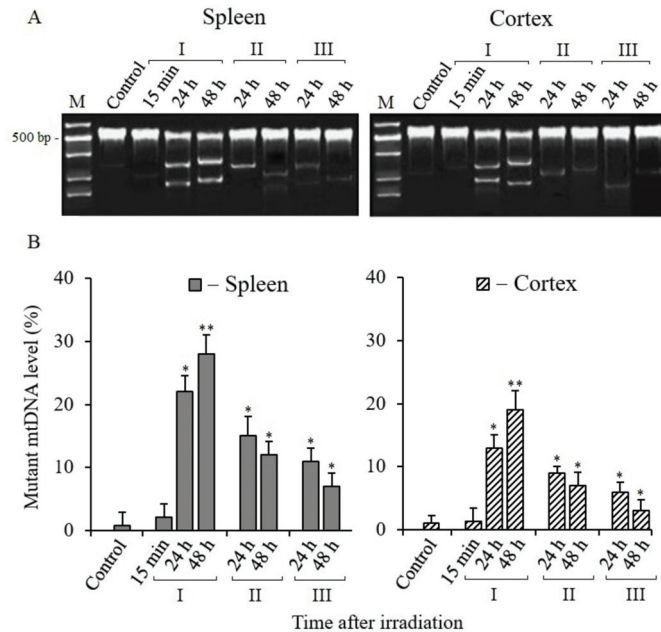 A
Spleen
Cortex
I
II
III
I
II
III
M
Control
15 min
24 h
48 h
24 h
48 h
24 h
48 h
M
Control
15 min
24 h
48 h
24 h
48 h
24 h
48 h
500 bp -
B
Mutant mtDNA level (%)
40
30
20
10
0
– Spleen
*
**
*
*
*
*
Control
15 min
24 h
48 h
24 h
48 h
24 h
48 h
I
II
III
40
30
20
10
0
– Cortex
*
**
*
*
*
*
Control
15 min
24 h
48 h
24 h
48 h
24 h
48 h
I
II
III
Time after irradiation